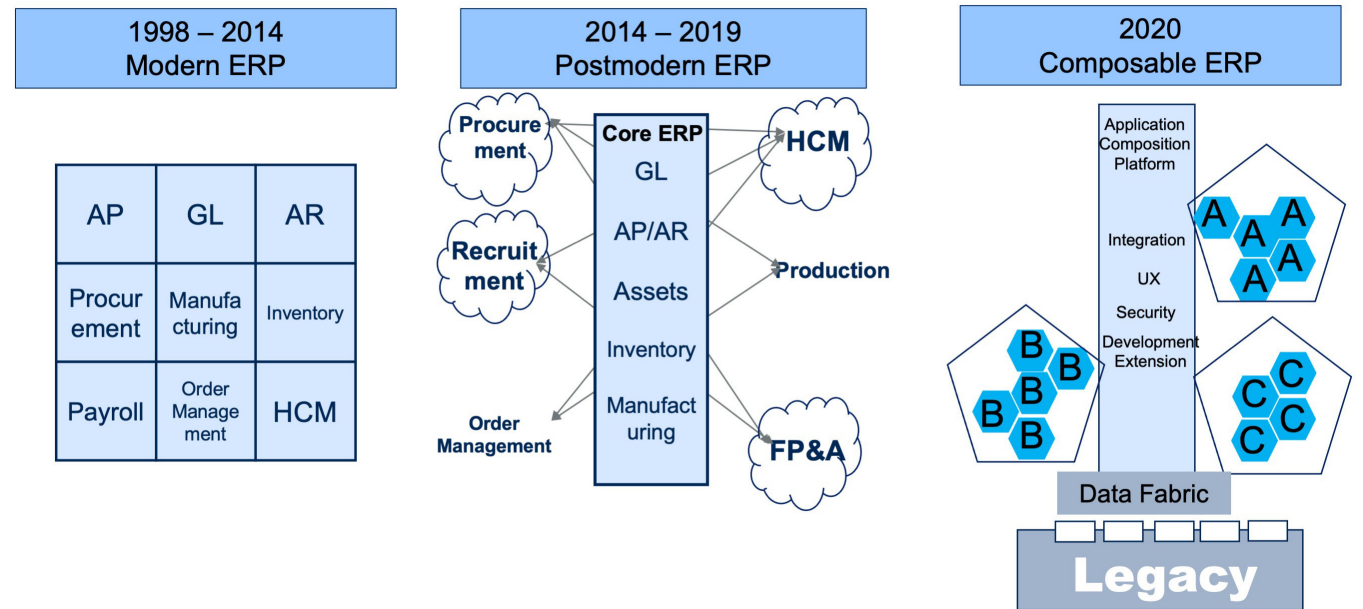 1998 – 2014
Modern ERP
AP
GL
AR
Procur
ement
Manufa
cturing
Inventory
Payroll
Order
Manage
ment
HCM
2014 – 2019
Postmodern ERP
Procure
ment
Recruit
ment
Order
Management
Core ERP
GL
AP/AR
Assets
Inventory
Manufact
uring
HCM
Production
FP&A
2020
Composable ERP
Application
Composition
Platform
Integration
UX
Security
Development
Extension
A
A
A
A
A
B
B
B
B
B
C
C
C
C
Data Fabric
Legacy